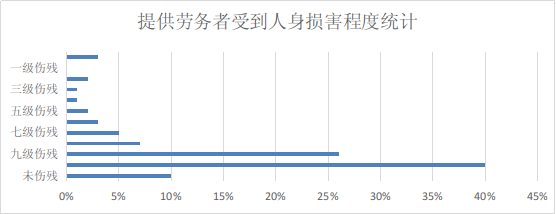 提供劳务者受到人身损害程度统计
一级伤残
三级伤残
五级伤残
七级伤残
九级伤残
未伤残
0% 5% 10% 15% 20% 25% 30% 35% 40% 45%